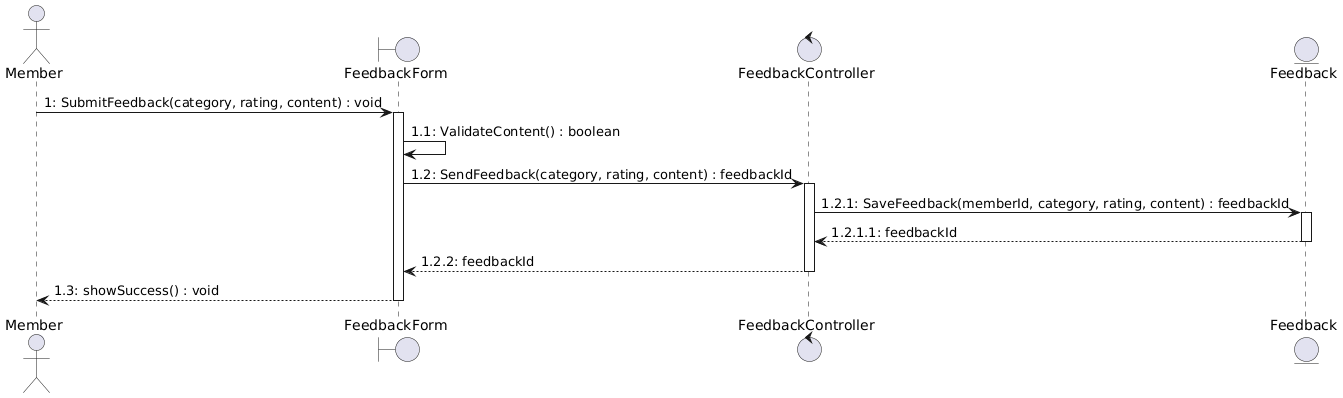 Member
FeedbackForm
FeedbackController
Feedback
1: SubmitFeedback(category, rating, content) : void
1.1: ValidateContent() : boolean
1.2: SendFeedback(category, rating, content) : feedbackId
1.2.1: SaveFeedback(memberId, category, rating, content) : feedbackId
1.2.1.1: feedbackId
1.2.2: feedbackId
1.3: showSuccess() : void
Member
FeedbackForm
FeedbackController
Feedback